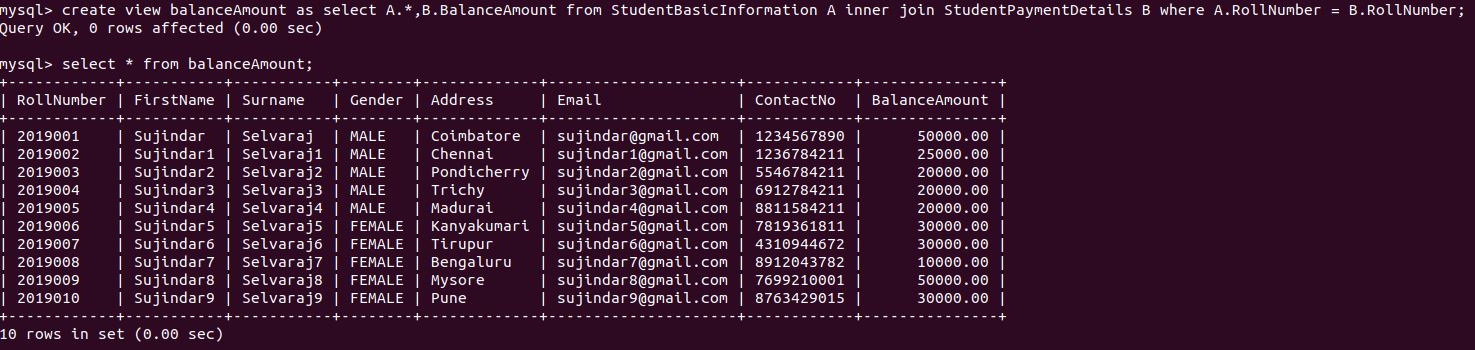 mysql> create view balanceAmount as select A.*,B.BalanceAmount from StudentBasicInformation A inner join StudentPaymentDetails B where A.RollNumber = B.RollNumber;
Query OK, 0 rows affected (0.00 sec)

mysql> select * from balanceAmount;
+------------+-----------+-----------+--------+-------------+---------------------+------------+---------------+
| RollNumber | FirstName | Surname   | Gender | Address     | Email               | ContactNo  | BalanceAmount |
+------------+-----------+-----------+--------+-------------+---------------------+------------+---------------+
| 2019001    | Sujindar  | Selvaraj  | MALE   | Coimbatore  | sujindar@gmail.com  | 1234567890 |      50000.00 |
| 2019002    | Sujindar1 | Selvaraj1 | MALE   | Chennai     | sujindar1@gmail.com | 1236784211 |      25000.00 |
| 2019003    | Sujindar2 | Selvaraj2 | MALE   | Pondicherry | sujindar2@gmail.com | 5546784211 |      20000.00 |
| 2019004    | Sujindar3 | Selvaraj3 | MALE   | Trichy      | sujindar3@gmail.com | 6912784211 |      20000.00 |
| 2019005    | Sujindar4 | Selvaraj4 | MALE   | Madurai     | sujindar4@gmail.com | 8811584211 |      20000.00 |
| 2019006    | Sujindar5 | Selvaraj5 | FEMALE | Kanyakumari | sujindar5@gmail.com | 7819361811 |      30000.00 |
| 2019007    | Sujindar6 | Selvaraj6 | FEMALE | Tirupur     | sujindar6@gmail.com | 4310944672 |      30000.00 |
| 2019008    | Sujindar7 | Selvaraj7 | FEMALE | Bengaluru   | sujindar7@gmail.com | 8912043782 |      10000.00 |
| 2019009    | Sujindar8 | Selvaraj8 | FEMALE | Mysore      | sujindar8@gmail.com | 7699210001 |      50000.00 |
| 2019010    | Sujindar9 | Selvaraj9 | FEMALE | Pune        | sujindar9@gmail.com | 8763429015 |      30000.00 |
+------------+-----------+-----------+--------+-------------+---------------------+------------+---------------+
10 rows in set (0.00 sec)